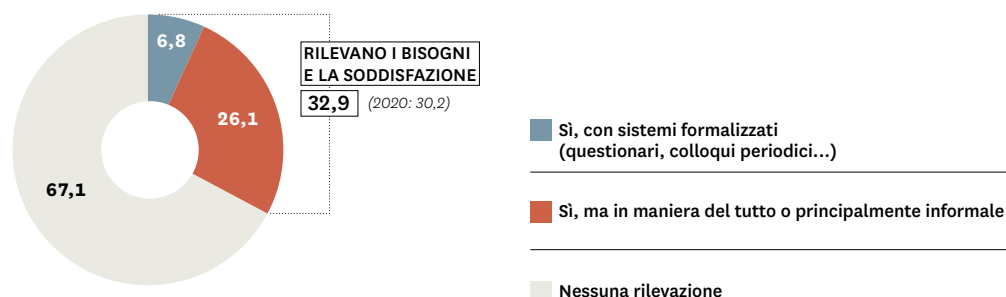 6,8
26,1
67,1
RILEVANO I BISOGNI
E LA SODDISFAZIONE
32,9 (2020: 30,2)
Sì, con sistemi formalizzati
(questionari, colloqui periodici...)
Sì, ma in maniera del tutto o principalmente informale
Nessuna rilevazione